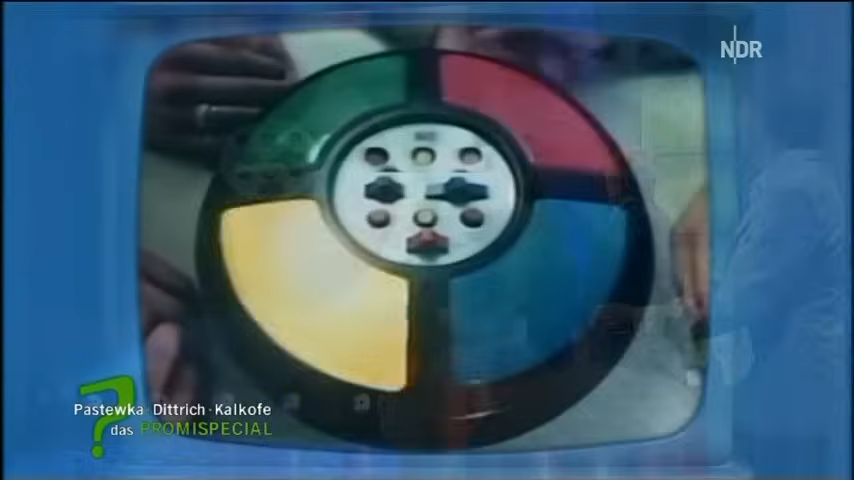 NDR
Pastewka · Dittrich · Kalkofe
das PROMISPECIAL